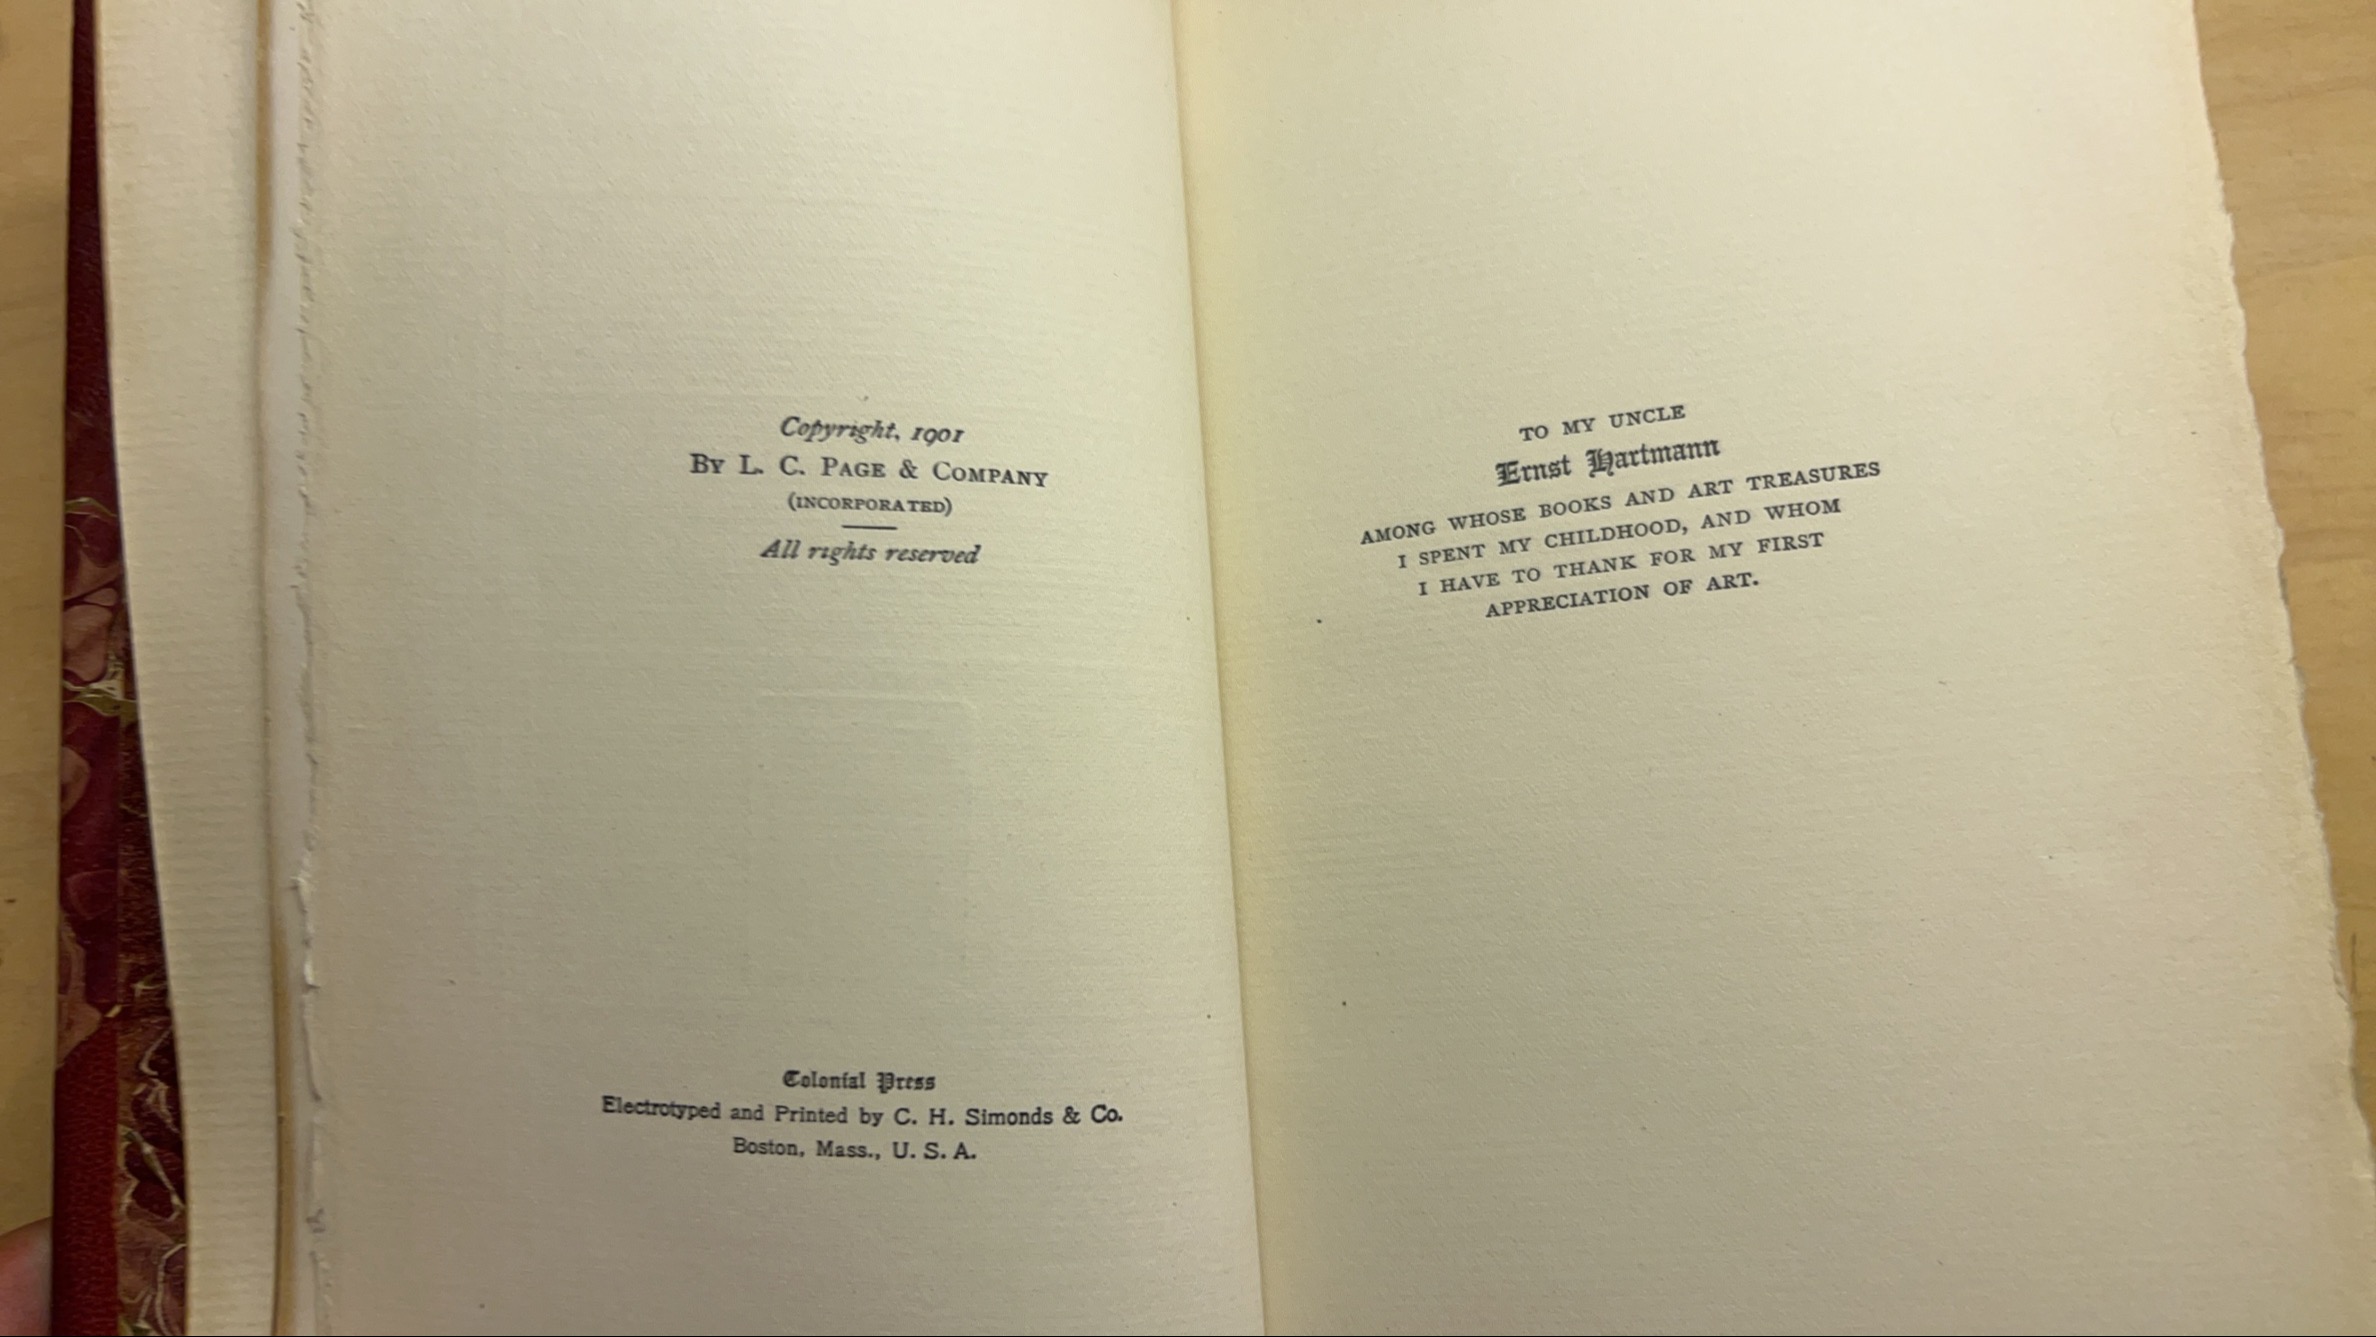 Copyright, 1901
By L. C. Page & Company
(INCORPORATED)
All rights reserved
Colonial Press
Electrotyped and Printed by C. H. Simonds & Co.
Boston, Mass., U. S. A.
TO MY UNCLE
Ernst Hartmann
AMONG WHOSE BOOKS AND ART TREASURES
I SPENT MY CHILDHOOD, AND WHOM
I HAVE TO THANK FOR MY FIRST
APPRECIATION OF ART.